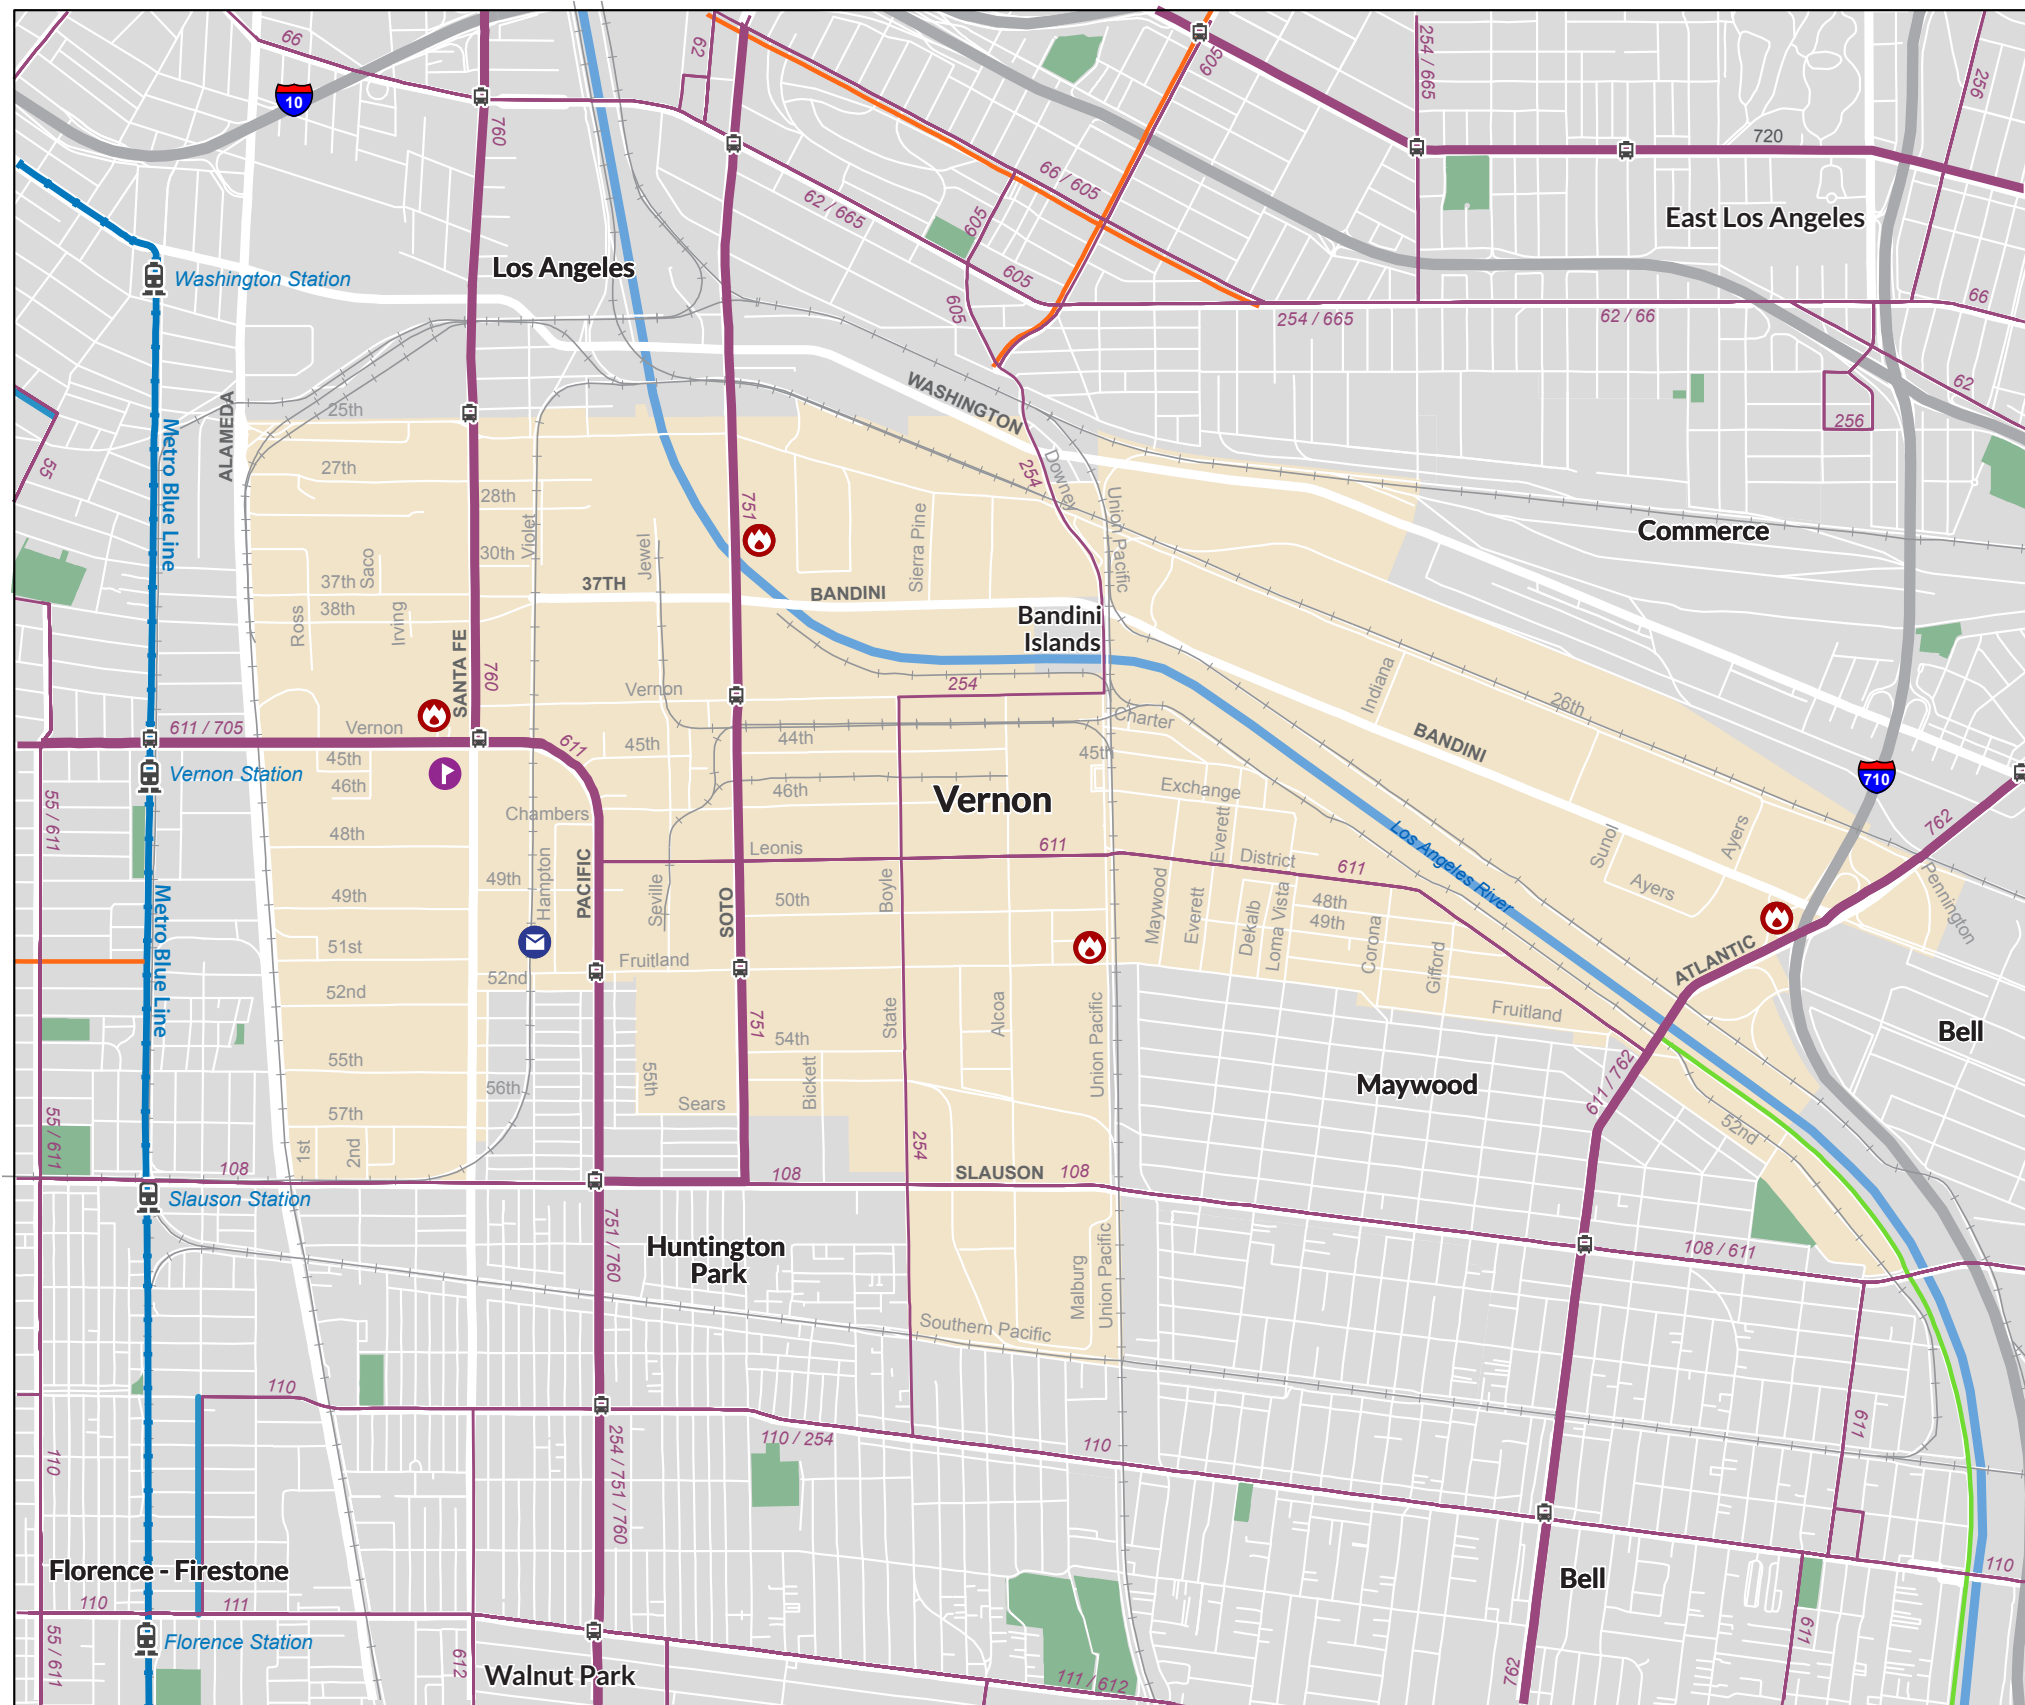 66
10
760
62
605
254 / 665
256
720
66 / 605
62 / 665
605
605
605
East Los Angeles
Los Angeles
Washington Station
254 / 665
62 / 66
66
62
256
ALAMEDA
25th
WASHINGTON
Downey
254
55
Metro Blue Line
27th
28th
Violet
30th
751
Sierra Pine
Union Pacific
Commerce
Saco
37th
38th
Ross
Irving
Jewel
37TH
BANDINI
Bandini
Islands
SANTA FE
760
Vernon
254
Indiana
26th
611 / 705
Vernon
611
45th
44th
Charter
45th
BANDINI
Vernon Station
45th
46th
46th
Vernon
Exchange
710
762
55 / 611
Chambers
48th
Leonis
611
Everett
District
611
Los Angeles River
Sunol
Ayers
Ayers
Pennington
Metro Blue Line
49th
49th
Hampton
PACIFIC
Seville
SOTO
50th
Boyle
Maywood
Everett
Dekalb
Loma Vista
48th
49th
Corona
Gifford
51st
Fruitland
52nd
52nd
ATLANTIC
Fruitland
State
Alcoa
Union Pacific
751
54th
Bell
55th
56th
55th
Bickett
Maywood
611 / 762
Sears
57th
1st
2nd
55 / 611
254
52nd
108
108
SLAUSON
108
Slauson Station
751 / 760
Huntington
Park
Malburg
Union Pacific
108 / 611
Southern Pacific
110
110
254 / 751 / 760
110 / 254
110
611
Florence - Firestone
110
111
Bell
110
Florence Station
55 / 611
612
Walnut Park
111 / 612
762
611